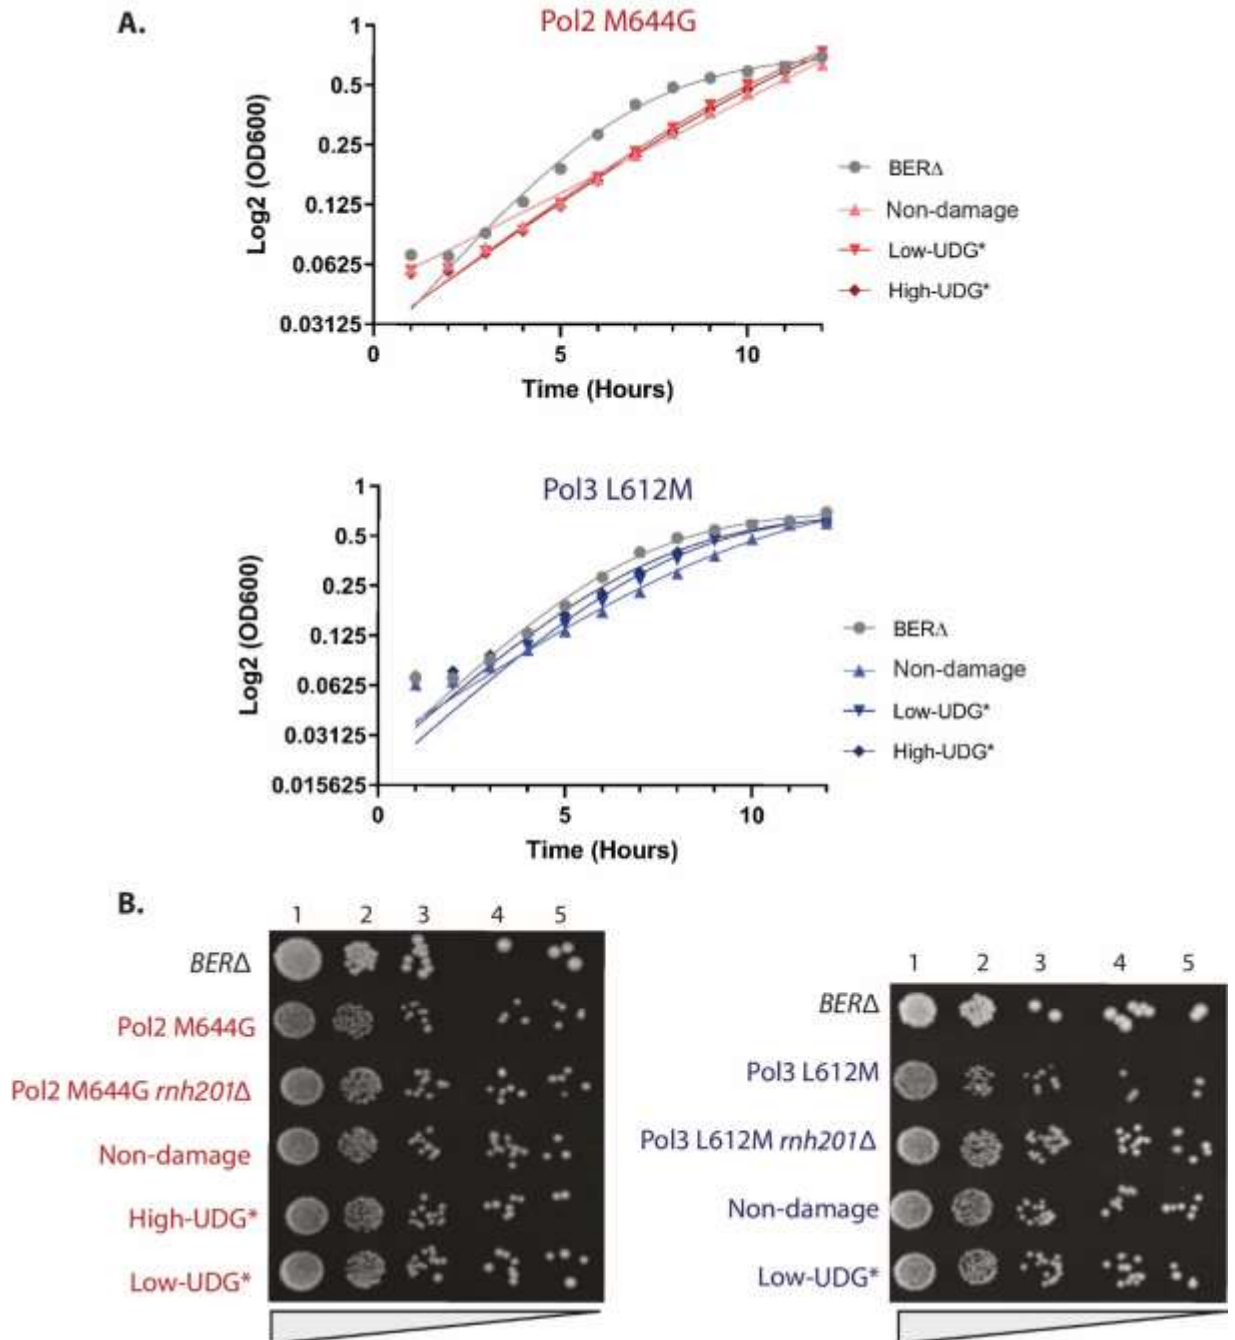 A.
Pol2 M644G
Log2 (OD600)
1
0.5
0.25
0.125
0.0625
0.03125
0
5
10
Time (Hours)
BERΔ
Non-damage
Low-UDG*
High-UDG*
Pol3 L612M
Log2 (OD600)
1
0.5
0.25
0.125
0.0625
0.03125
0.015625
0
5
10
Time (Hours)
BERΔ
Non-damage
Low-UDG*
High-UDG*
B.
1 2 3 4 5
BERΔ
Pol2 M644G
Pol2 M644G rnh201Δ
Non-damage
High-UDG*
Low-UDG*
1 2 3 4 5
BERΔ
Pol3 L612M
Pol3 L612M rnh201Δ
Non-damage
Low-UDG*